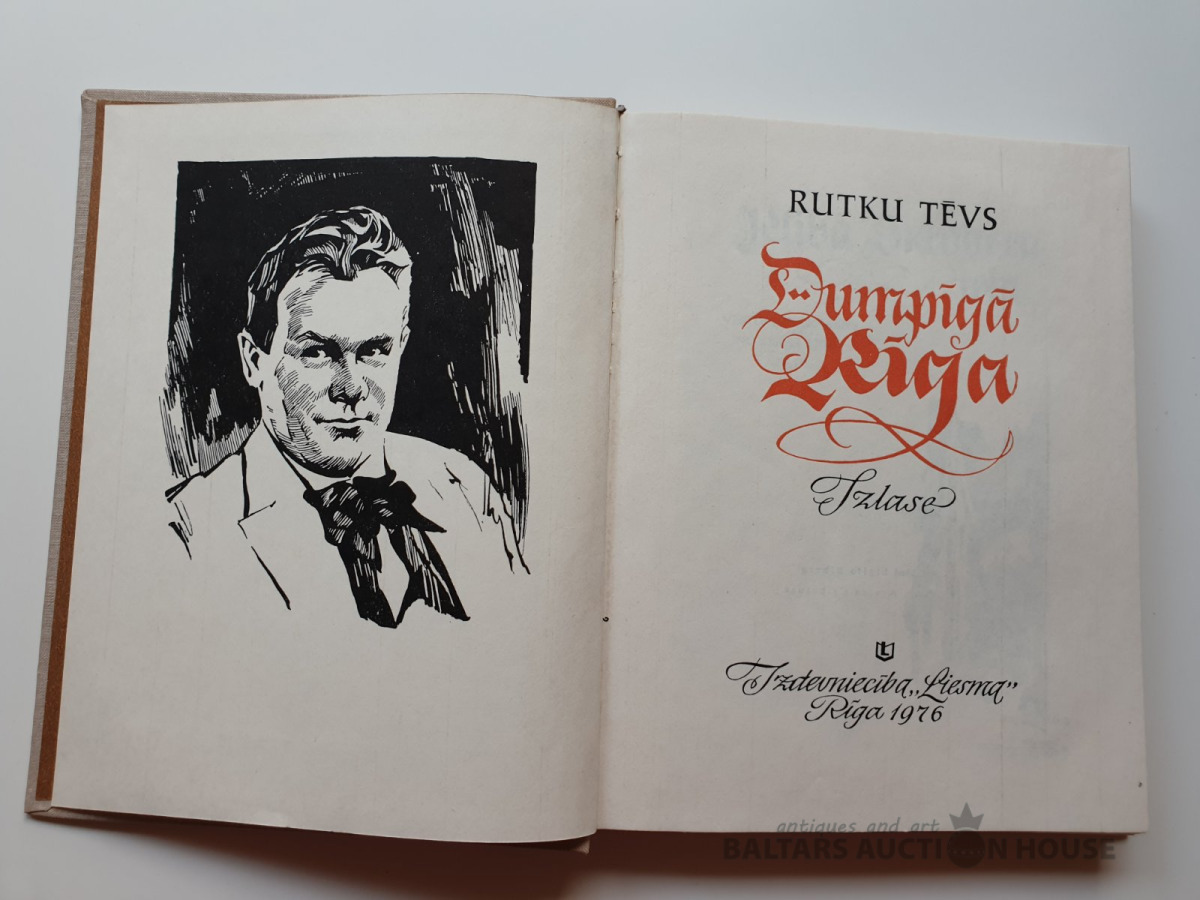 RUTKU TĒVS
Dumpīgā
Rīga
Izlase
L
Izdevniecība „Liesma”
Rīga 1976
antiques and art
BALTARS AUCTION HOUSE